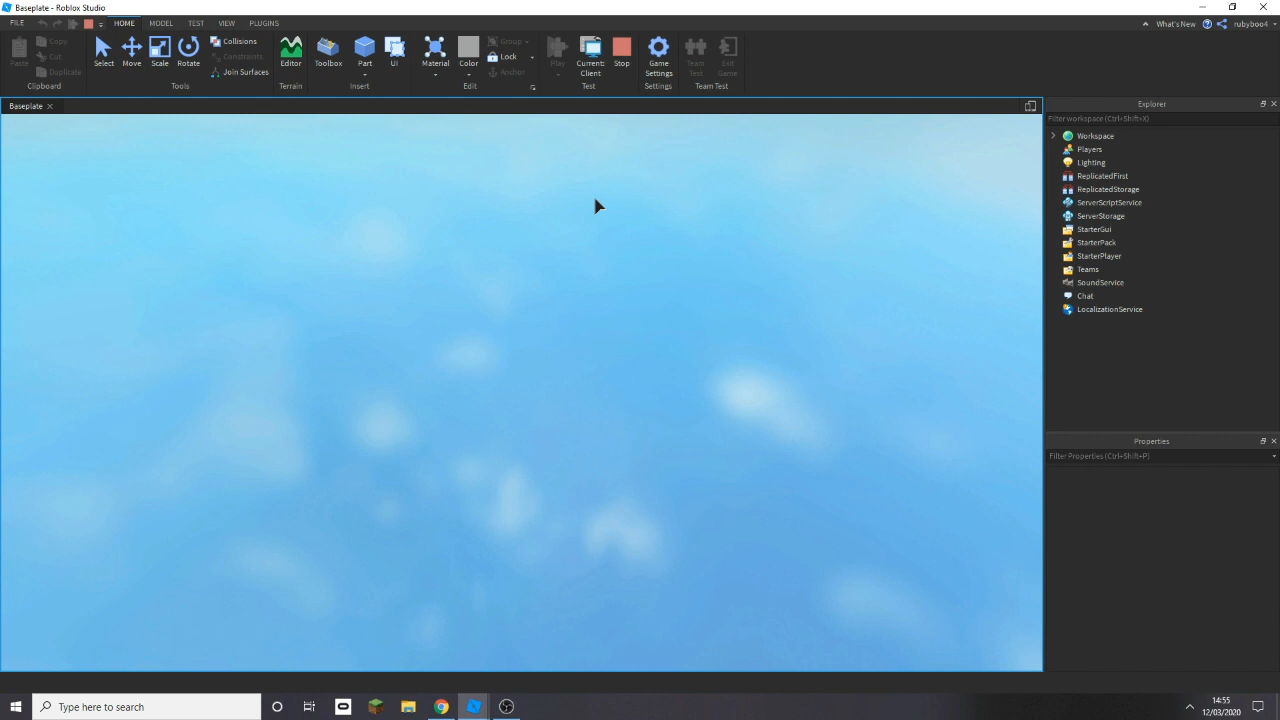 Baseplate - Roblox Studio
FILE HOME MODEL TEST VIEW PLUGINS What's New rubyboo4
Paste Copy Cut Duplicate Clipboard
Select Move Scale Rotate Collisions Constraints Join Surfaces Tools
Editor Terrain
Toolbox Part UI Insert
Material Color Group Lock Anchor Edit
Play Current: Client Stop Test
Game Settings Settings
Team Test Exit Game Team Test
Baseplate
Explorer
Filter workspace (Ctrl+Shift+X)
Workspace
Players
Lighting
ReplicatedFirst
ReplicatedStorage
ServerScriptService
ServerStorage
StarterGui
StarterPack
StarterPlayer
Teams
SoundService
Chat
LocalizationService
Properties
Filter Properties (Ctrl+Shift+P)
Type here to search
14:55
12/03/2020